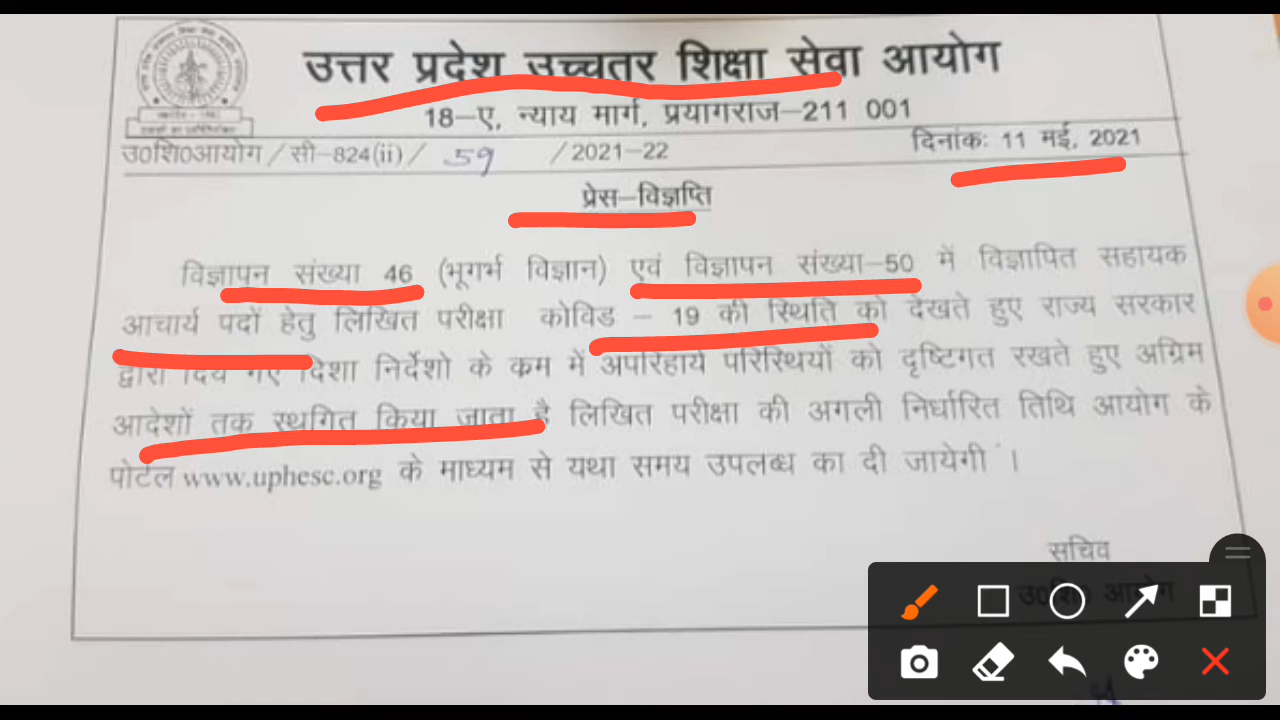 उत्तर प्रदेश उच्चतर शिक्षा सेवा आयोग
18–ए, न्याय मार्ग, प्रयागराज–211 001
उ0शि0आयोग / सी–824(ii) / 59 / 2021–22
दिनांक: 11 मई, 2021
प्रेस–विज्ञप्ति
विज्ञापन संख्या 46 (भूगर्भ विज्ञान) एवं विज्ञापन संख्या–50 में विज्ञापित सहायक
आचार्य पदों हेतु लिखित परीक्षा कोविड – 19 की स्थिति को देखते हुए राज्य सरकार
द्वारा दिये गए दिशा निर्देशो के कम में अपरिहार्य परिस्थियों को दृष्टिगत रखते हुए अग्रिम
आदेशों तक स्थगित किया जाता है लिखित परीक्षा की अगली निर्धारित तिथि आयोग के
पोर्टल www.uphesc.org के माध्यम से यथा समय उपलब्ध का दी जायेगी ।
सचिव
उ0शि0 आयोग